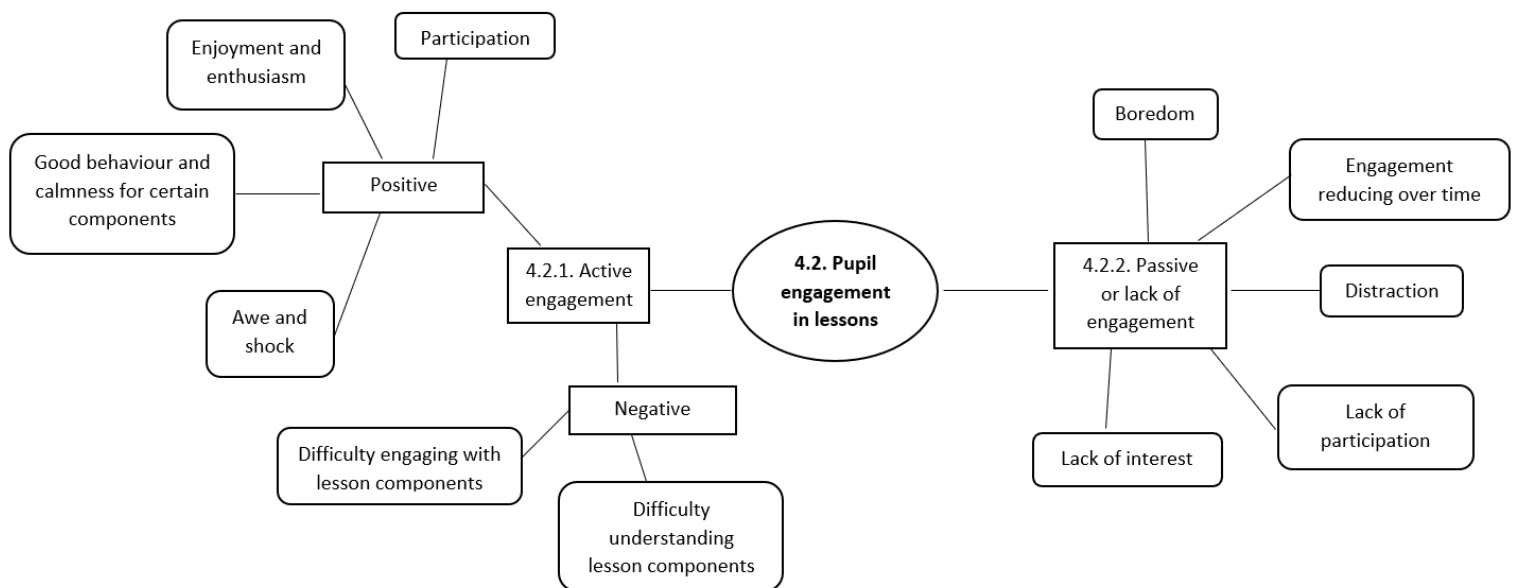 Enjoyment and
enthusiasm
Participation
Good behaviour and
calmness for certain
components
Positive
Awe and
shock
4.2.1. Active
engagement
Negative
Difficulty engaging with
lesson components
Difficulty
understanding
lesson components
4.2. Pupil
engagement
in lessons
Boredom
Engagement
reducing over time
4.2.2. Passive
or lack of
engagement
Distraction
Lack of
participation
Lack of interest